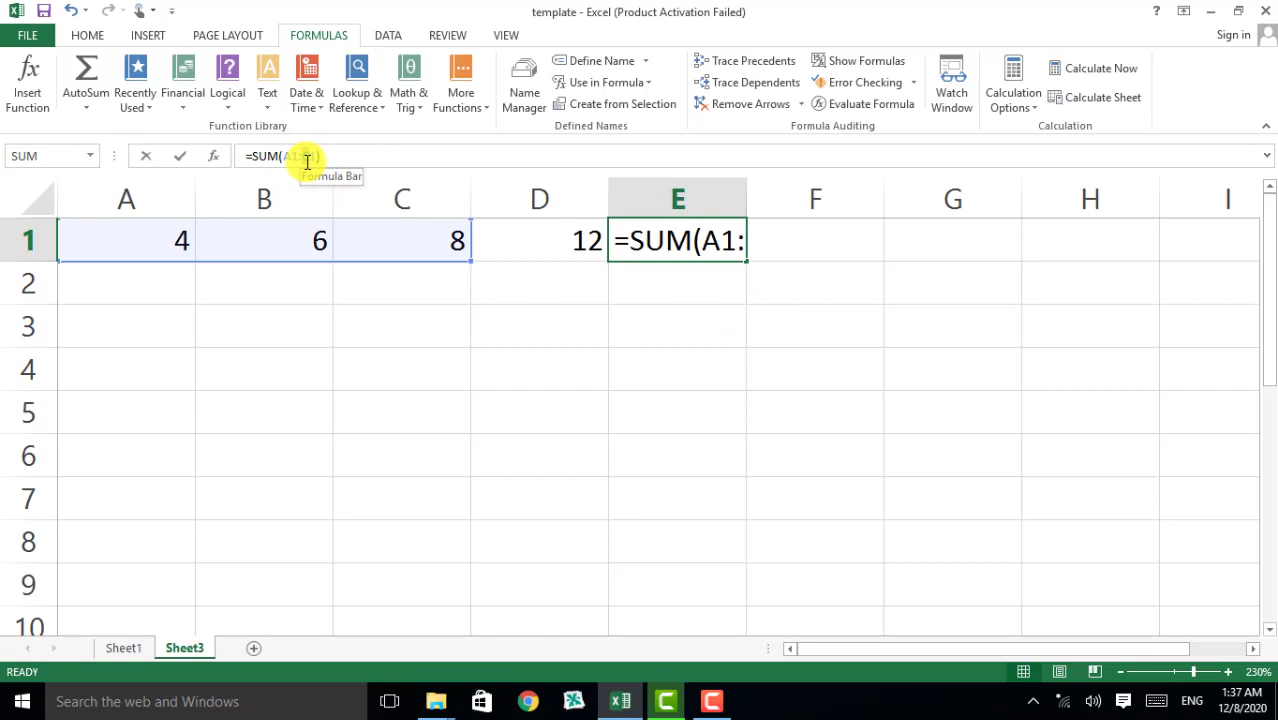 template - Excel (Product Activation Failed)
?
Sign in
FILE HOME INSERT PAGE LAYOUT FORMULAS DATA REVIEW VIEW
Insert Function
AutoSum
Recently Used
Financial
Logical
Text
Date & Time
Lookup & Reference
Math & Trig
More Functions
Function Library
Name Manager
Define Name
Use in Formula
Create from Selection
Defined Names
Trace Precedents
Trace Dependents
Remove Arrows
Show Formulas
Error Checking
Evaluate Formula
Formula Auditing
Watch Window
Calculation Options
Calculate Now
Calculate Sheet
Calculation
SUM
=SUM(A1:
Formula Bar
A B C D E F G H I
1 4 6 8 12 =SUM(A1:
2
3
4
5
6
7
8
9
10
Sheet1 Sheet3
READY
230%
Search the web and Windows
ENG
1:37 AM
12/8/2020